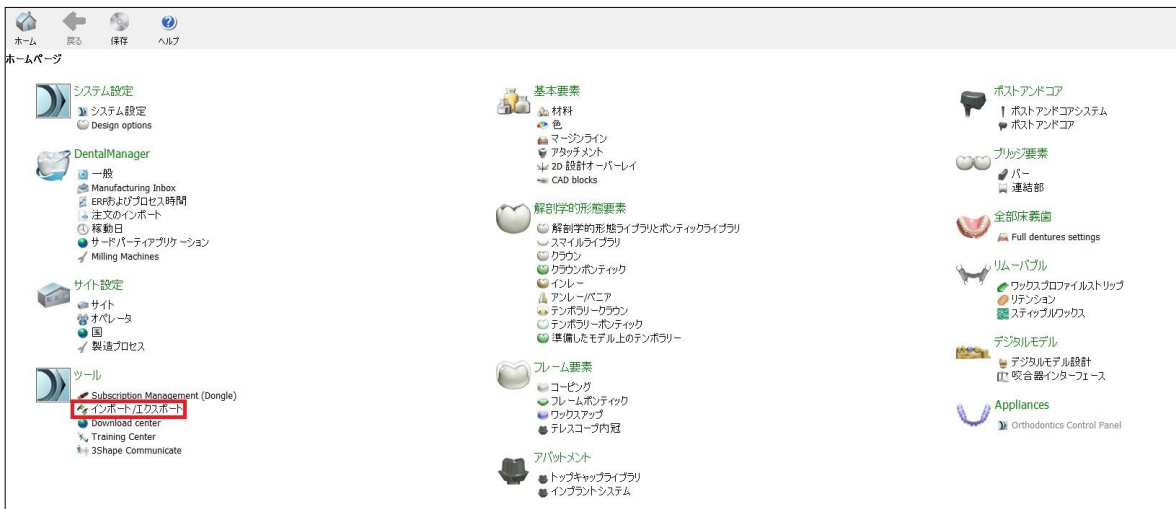 ホーム 戻る 保存 ヘルプ
ホームページ
システム設定
システム設定
Design options
DentalManager
一般
Manufacturing Inbox
ERPおよびプロセス時間
注文のインポート
稼動日
サードパーティアプリケーション
Milling Machines
サイト設定
サイト
オペレータ
国
製造プロセス
ツール
Subscription Management (Dongle)
インポート/エクスポート
Download center
Training Center
3Shape Communicate
基本要素
材料
色
マージンライン
アタッチメント
2D 設計オーバーレイ
CAD blocks
解剖学的形態要素
解剖学的形態ライブラリとポンティックライブラリ
スマイルライブラリ
クラウン
クラウンポンティック
インレー
アンレー/ベニア
テンポラリークラウン
テンポラリーポンティック
準備したモデル上のテンポラリー
フレーム要素
コーピング
フレームポンティック
ワックスアップ
テレスコープ内冠
アバットメント
トップキャップライブラリ
インプラントシステム
ポストアンドコア
ポストアンドコアシステム
ポストアンドコア
ブリッジ要素
バー
連結部
全部床義歯
Full dentures settings
リムーバブル
ワックスプロファイルストリップ
リテンション
スティップルワックス
デジタルモデル
デジタルモデル設計
咬合器インターフェース
Appliances
Orthodontics Control Panel